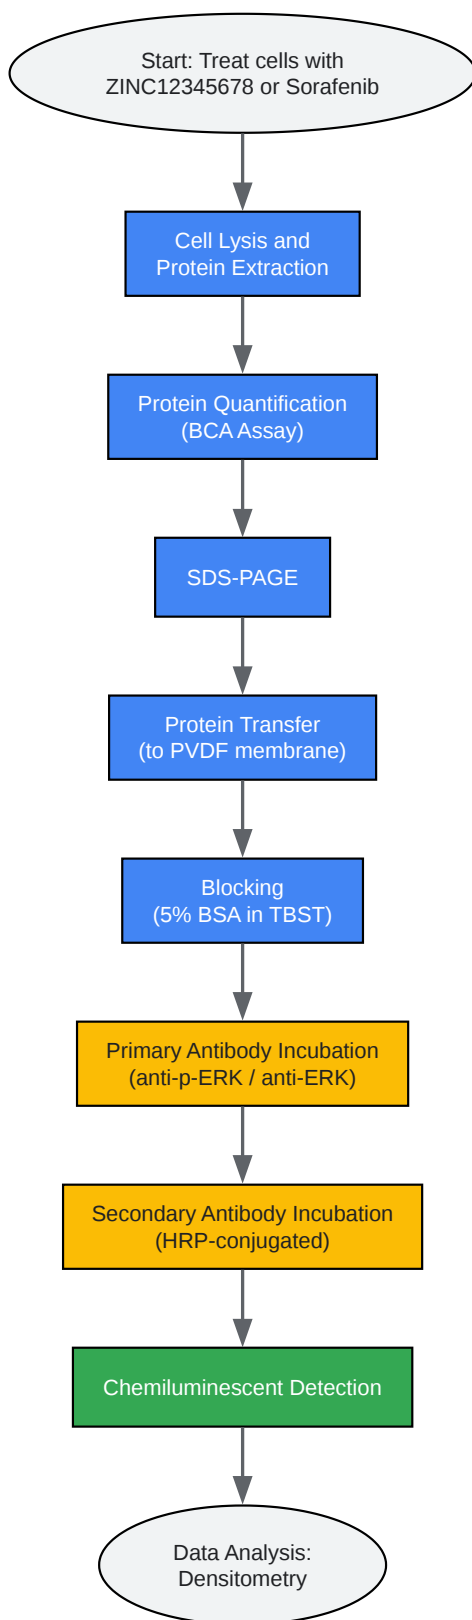 Start: Treat cells with
ZINC12345678 or Sorafenib
Cell Lysis and
Protein Extraction
Protein Quantification
(BCA Assay)
SDS-PAGE
Protein Transfer
(to PVDF membrane)
Blocking
(5% BSA in TBST)
Primary Antibody Incubation
(anti-p-ERK / anti-ERK)
Secondary Antibody Incubation
(HRP-conjugated)
Chemiluminescent Detection
Data Analysis:
Densitometry